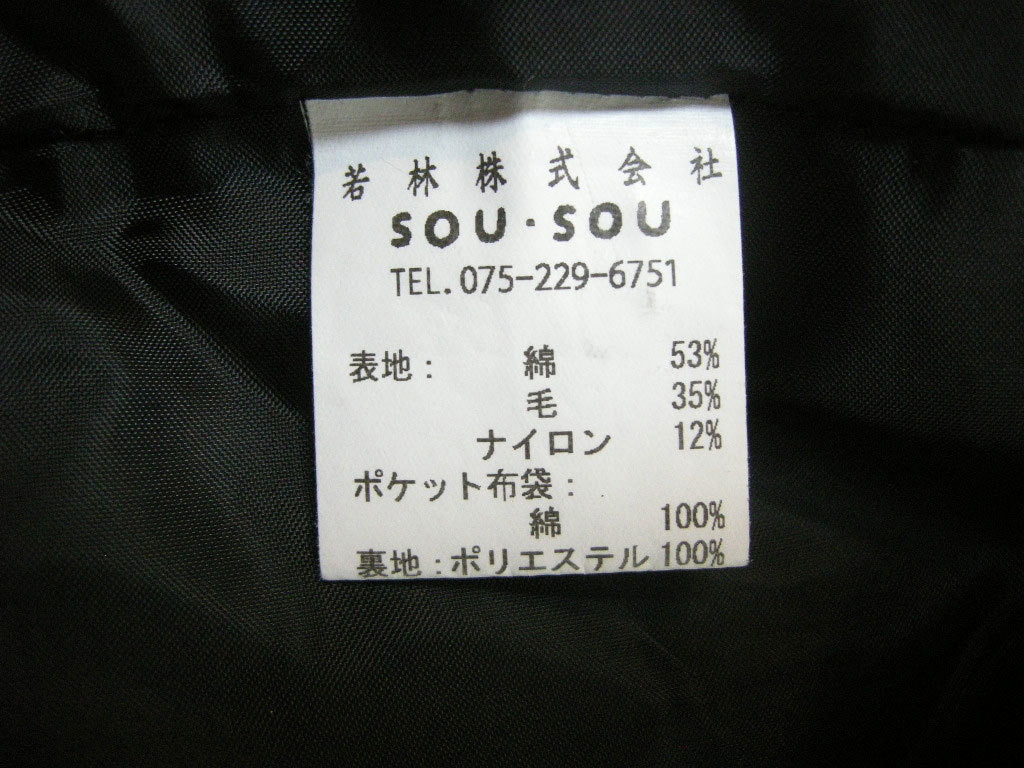 若林株式会社
SOU・SOU
TEL.075-229-6751
表地： 綿 53%
毛 35%
ナイロン 12%
ポケット布袋：
綿 100%
裏地：ポリエステル 100%